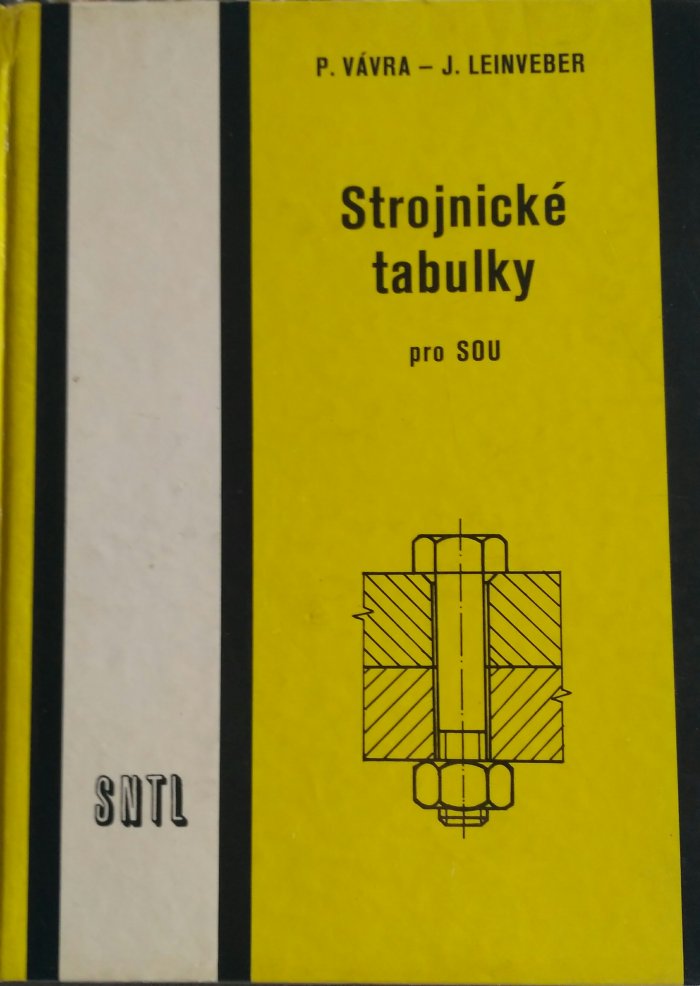 P. VÁVRA – J. LEINVEBER
Strojnické
tabulky
pro SOU
SNTL